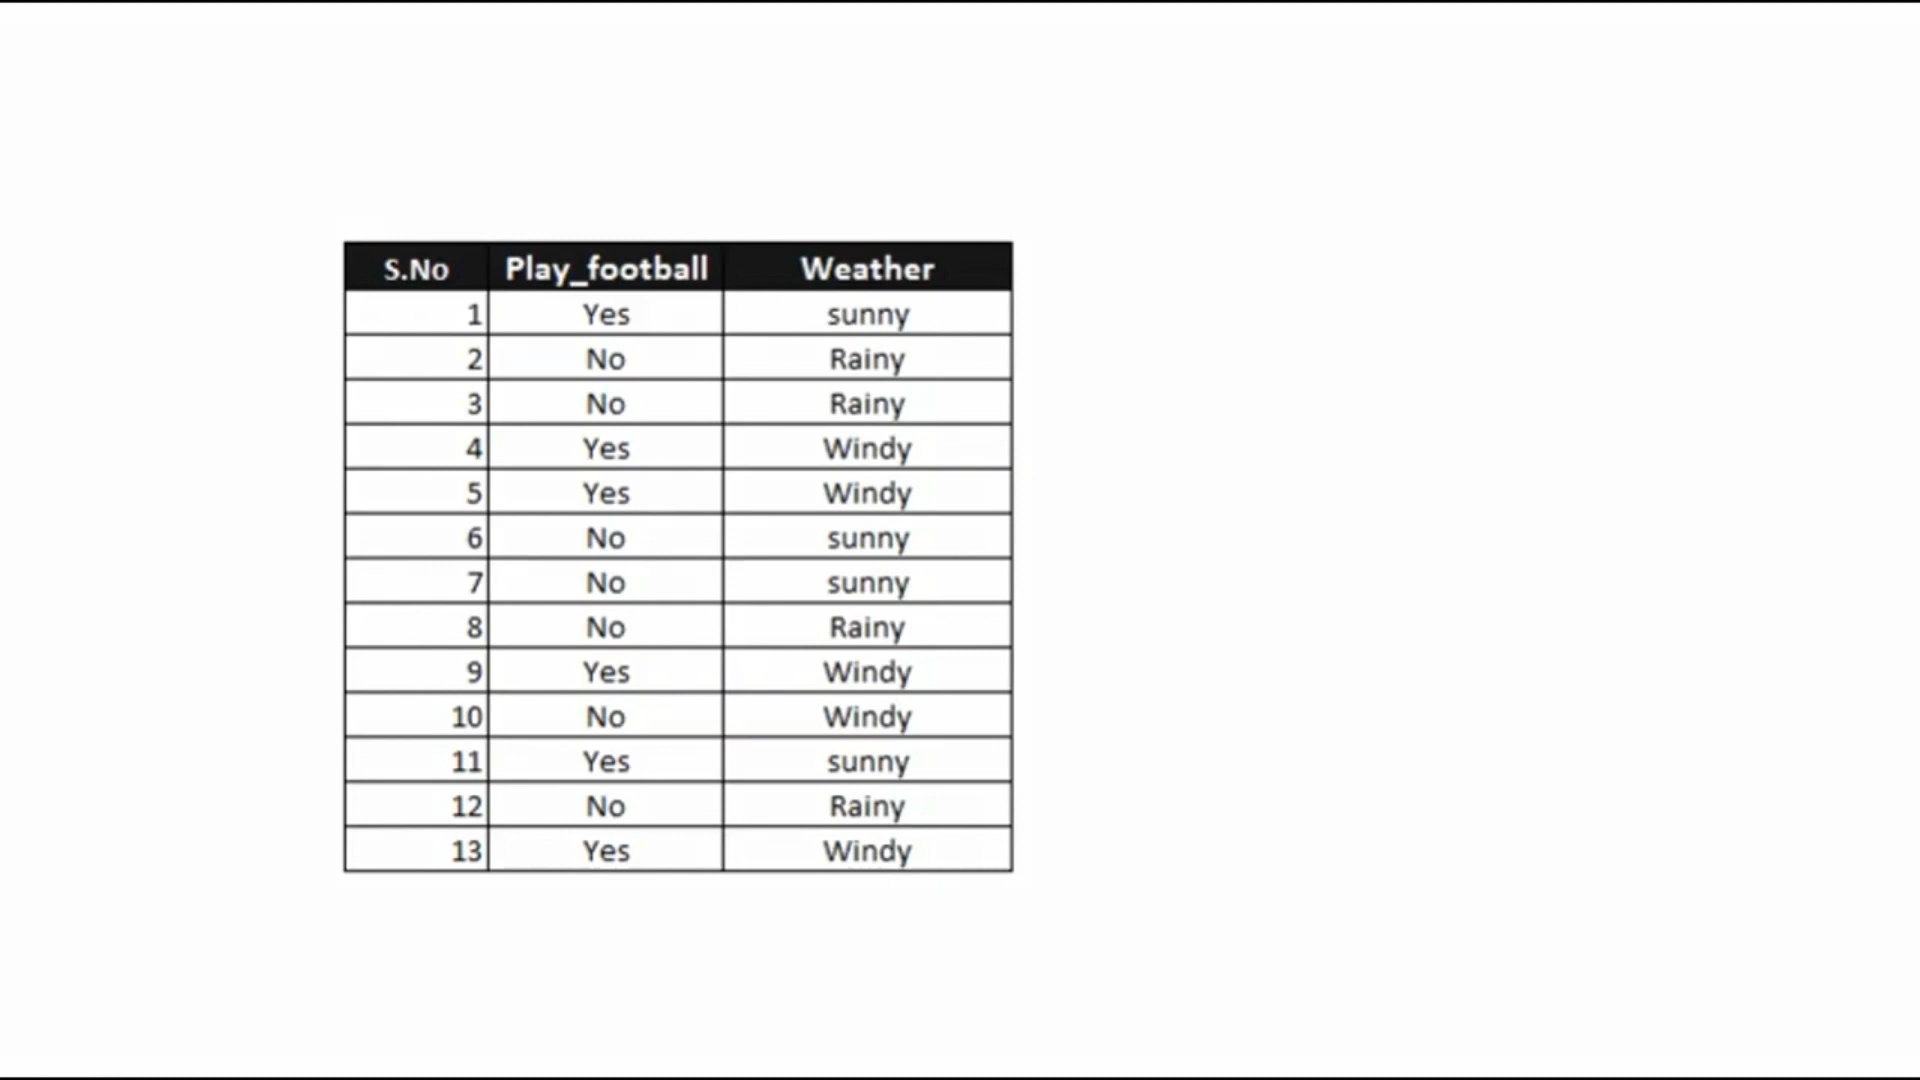 S.No Play_football Weather
1 Yes sunny
2 No Rainy
3 No Rainy
4 Yes Windy
5 Yes Windy
6 No sunny
7 No sunny
8 No Rainy
9 Yes Windy
10 No Windy
11 Yes sunny
12 No Rainy
13 Yes Windy